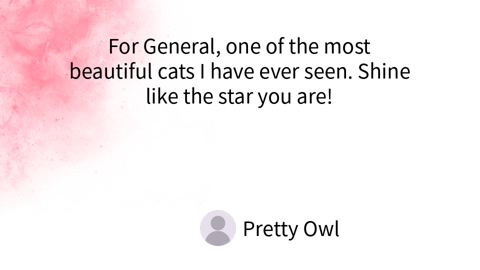 For General, one of the most
beautiful cats I have ever seen. Shine
like the star you are!
Pretty Owl